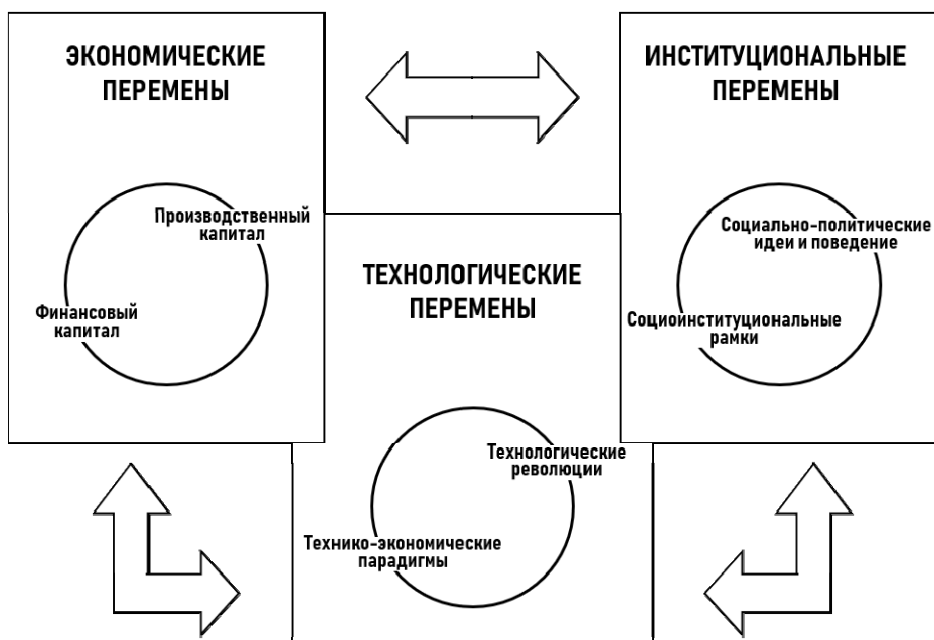 ЭКОНОМИЧЕСКИЕ
ПЕРЕМЕНЫ
ИНСТИТУЦИОНАЛЬНЫЕ
ПЕРЕМЕНЫ
Производственный
капитал
Финансовый
капитал
ТЕХНОЛОГИЧЕСКИЕ
ПЕРЕМЕНЫ
Социально-политические
идеи и поведение
Социоинституциональные
рамки
Технологические
революции
Технико-экономические
парадигмы